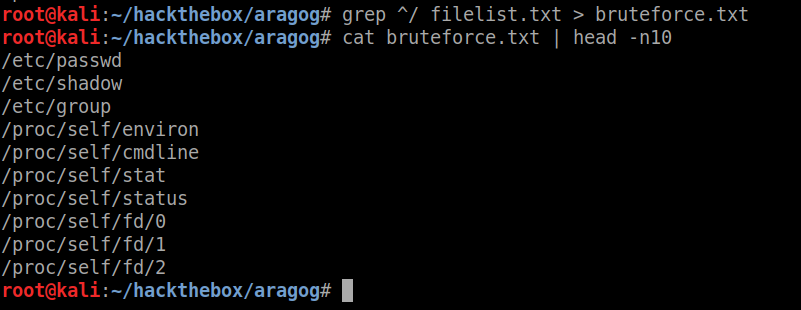 root@kali:~/hackthebox/aragog# grep ^/ filelist.txt > bruteforce.txt
root@kali:~/hackthebox/aragog# cat bruteforce.txt | head -n10
/etc/passwd
/etc/shadow
/etc/group
/proc/self/environ
/proc/self/cmdline
/proc/self/stat
/proc/self/status
/proc/self/fd/0
/proc/self/fd/1
/proc/self/fd/2
root@kali:~/hackthebox/aragog#